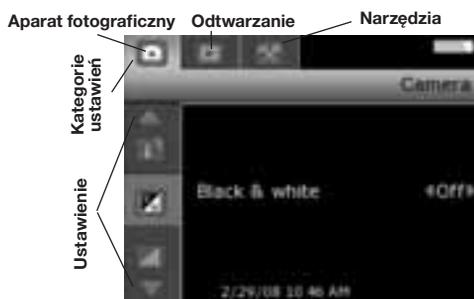 Aparat fotograficzny Odtwarzanie Narzędzia
Kategorie
ustawień
Camera
Ustawienie
Black & white Off
2/29/08 10:46 AM